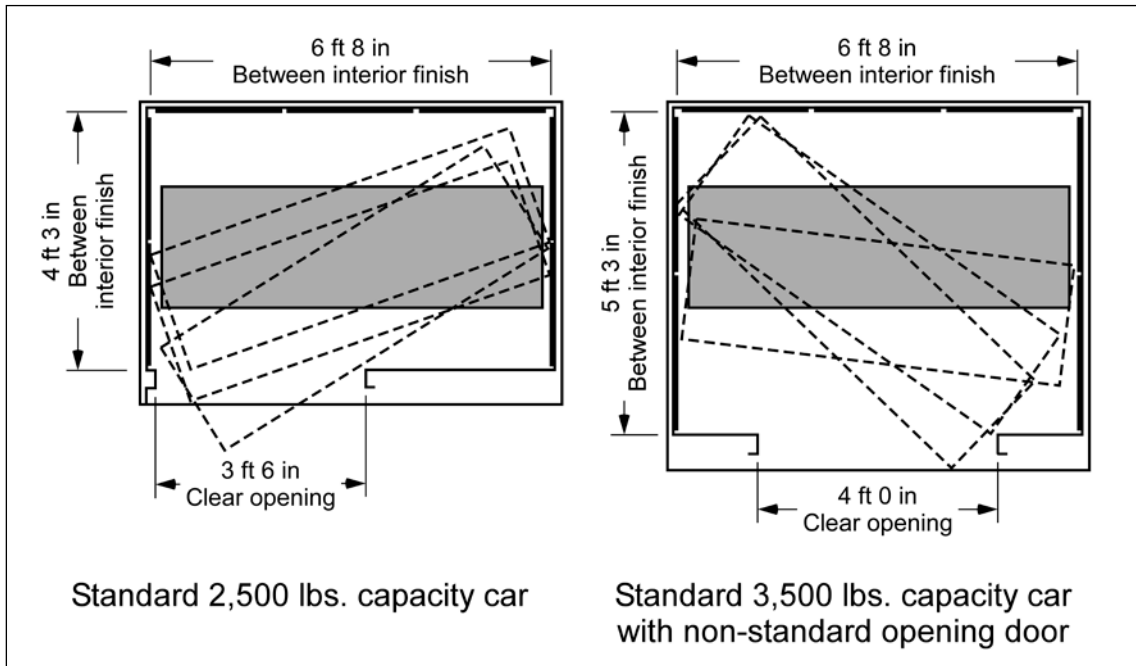 6 ft 8 in
Between interior finish
4 ft 3 in
Between
interior finish
3 ft 6 in
Clear opening
Standard 2,500 lbs. capacity car
6 ft 8 in
Between interior finish
5 ft 3 in
Between interior finish
4 ft 0 in
Clear opening
Standard 3,500 lbs. capacity car
with non-standard opening door